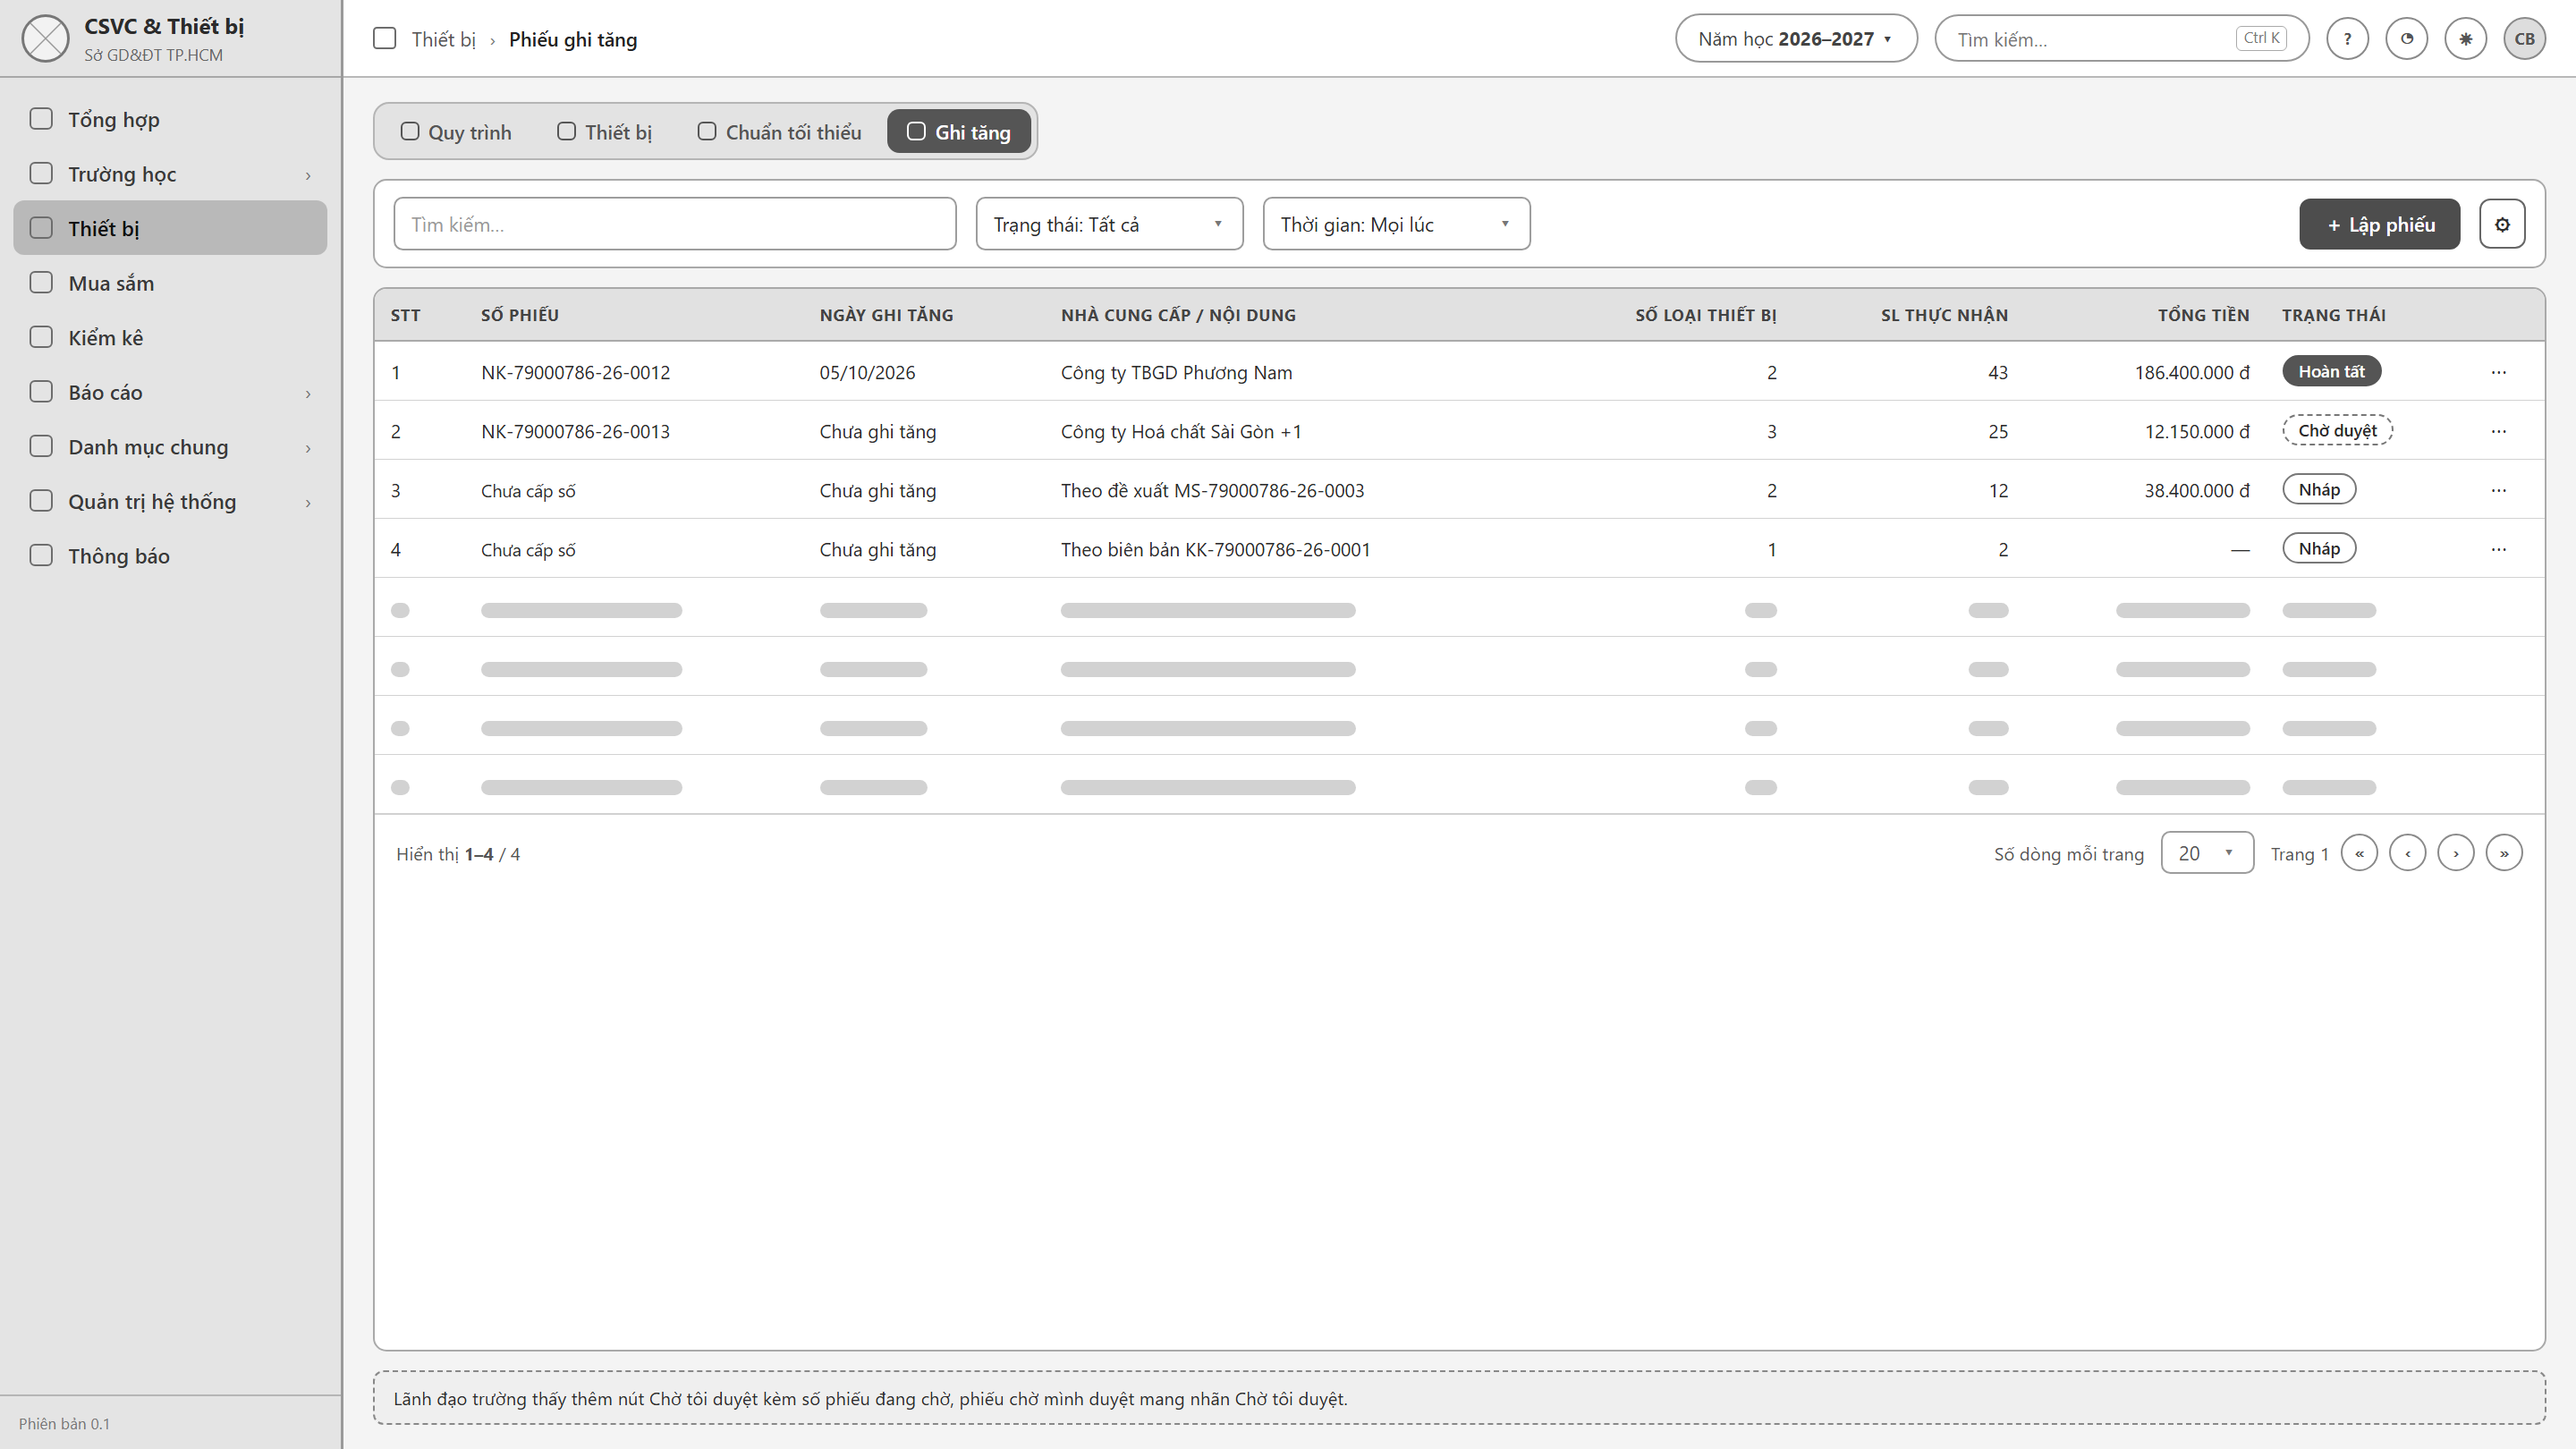 CSVC & Thiết bị
Sở GD&ĐT TP.HCM
Tổng hợp
Trường học ›
Thiết bị
Mua sắm
Kiểm kê
Báo cáo ›
Danh mục chung ›
Quản trị hệ thống ›
Thông báo
Phiên bản 0.1
Thiết bị › Phiếu ghi tăng
Năm học 2026–2027 ▾
Tìm kiếm... Ctrl K
?
CB
Quy trình Thiết bị Chuẩn tối thiểu Ghi tăng
Tìm kiếm...
Trạng thái: Tất cả ▾
Thời gian: Mọi lúc ▾
+ Lập phiếu
STT SỐ PHIẾU NGÀY GHI TĂNG NHÀ CUNG CẤP / NỘI DUNG SỐ LOẠI THIẾT BỊ SL THỰC NHẬN TỔNG TIỀN TRẠNG THÁI
1 NK-79000786-26-0012 05/10/2026 Công ty TBGD Phương Nam 2 43 186.400.000 đ Hoàn tất ···
2 NK-79000786-26-0013 Chưa ghi tăng Công ty Hoá chất Sài Gòn +1 3 25 12.150.000 đ Chờ duyệt ···
3 Chưa cấp số Chưa ghi tăng Theo đề xuất MS-79000786-26-0003 2 12 38.400.000 đ Nháp ···
4 Chưa cấp số Chưa ghi tăng Theo biên bản KK-79000786-26-0001 1 2 — Nháp ···
Hiển thị 1–4 / 4
Số dòng mỗi trang 20 ▾ Trang 1 « ‹ › »
Lãnh đạo trường thấy thêm nút Chờ tôi duyệt kèm số phiếu đang chờ, phiếu chờ mình duyệt mang nhãn Chờ tôi duyệt.